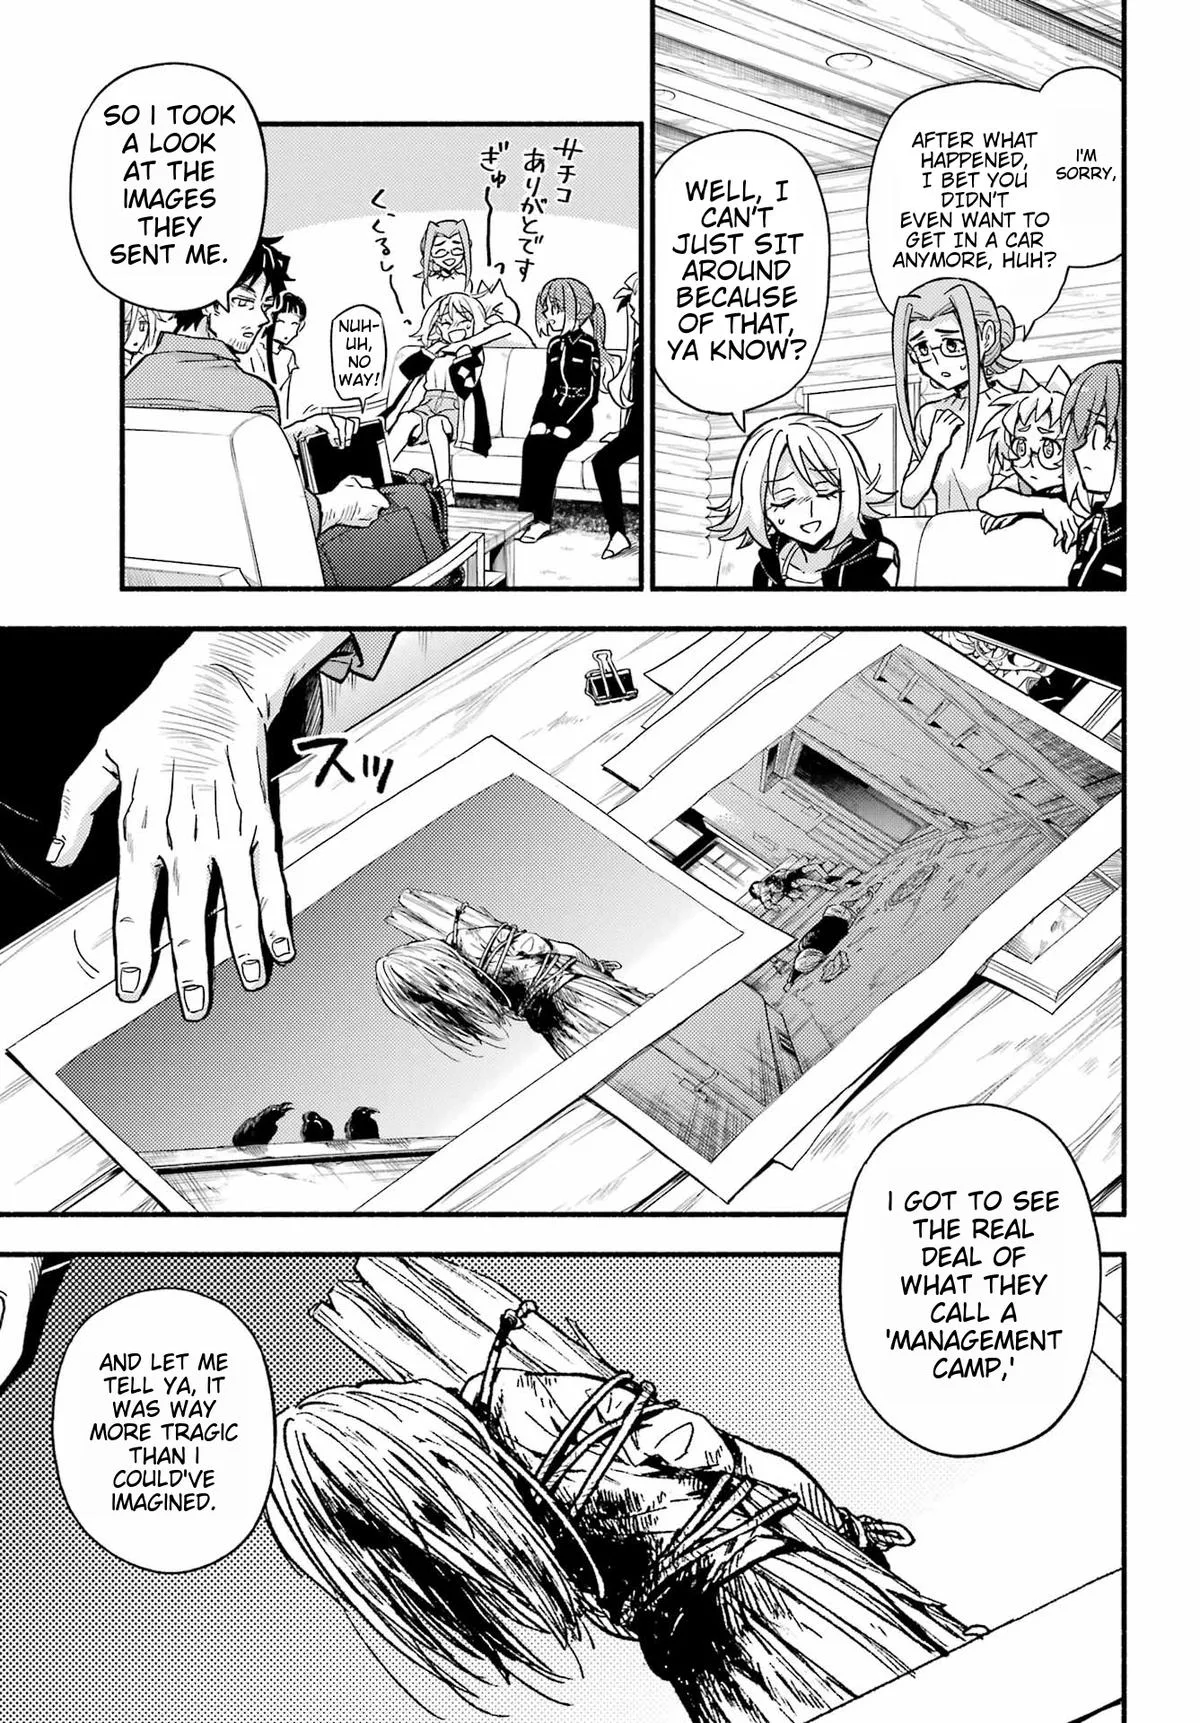 I'M
SORRY,
AFTER WHAT
HAPPENED,
I BET YOU
DIDN'T
EVEN WANT TO
GET IN A CAR
ANYMORE, HUH?
WELL, I
CAN'T
JUST SIT
AROUND
BECAUSE
OF THAT,
YA KNOW?
サチコ
ありがとです
ぎゅ〜
くるし〜
NUH-
UH, NO
WAY!
SO I TOOK
A LOOK
AT THE
IMAGES
THEY
SENT ME.
スッ
I GOT TO SEE
THE REAL
DEAL OF
WHAT THEY
CALL A
'MANAGEMENT
CAMP,'
AND LET ME
TELL YA, IT
WAS WAY
MORE TRAGIC
THAN I
COULD'VE
IMAGINED.